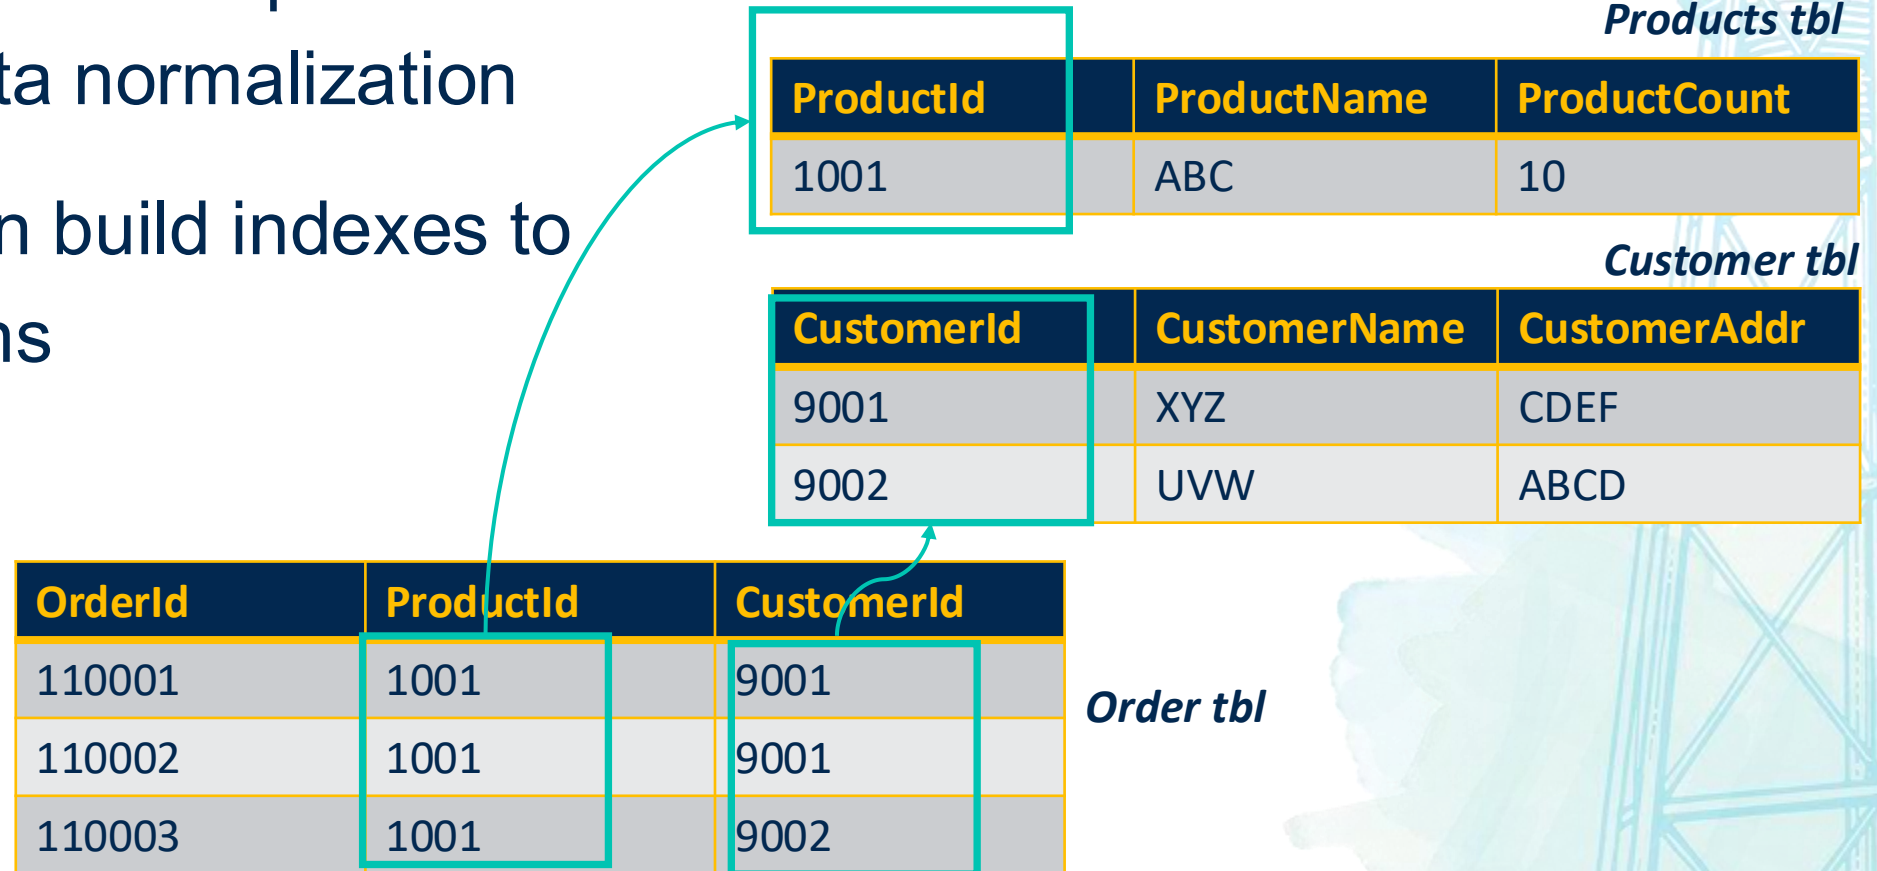 ta normalization
n build indexes to
ns
Products tbl
ProductId ProductName ProductCount
1001 ABC 10
Customer tbl
CustomerId CustomerName CustomerAddr
9001 XYZ CDEF
9002 UVW ABCD
OrderId ProductId CustomerId
110001 1001 9001
110002 1001 9001
110003 1001 9002
Order tbl